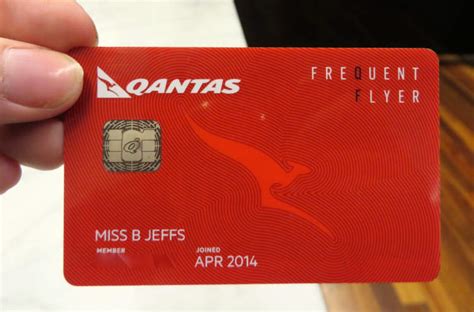 QANTAS
FREQUENT
FLYER
MISS B JEFFS
MEMBER JOINED
APR 2014